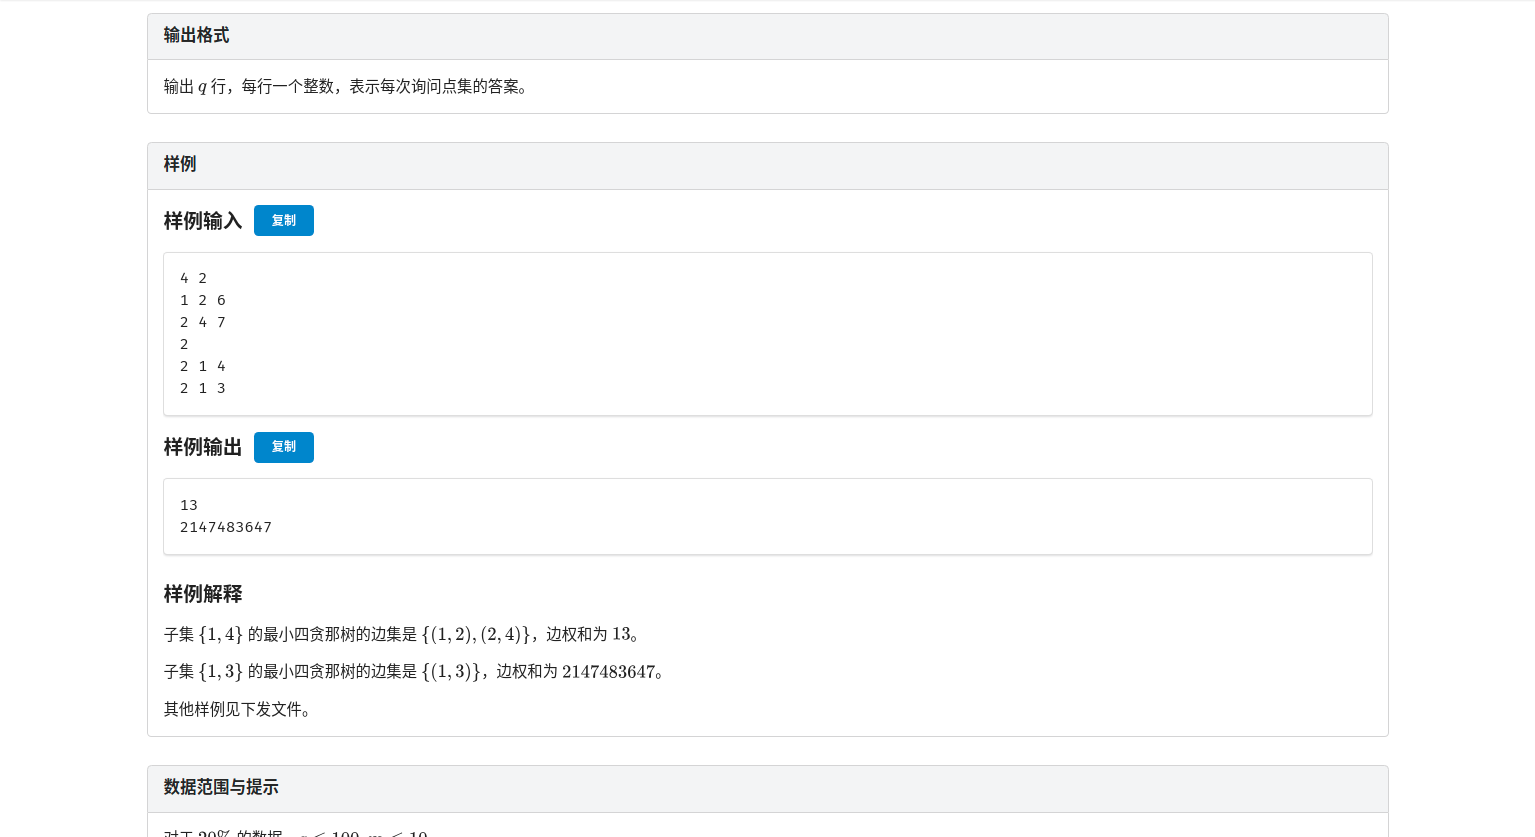 输出格式
输出 q 行，每行一个整数，表示每次询问点集的答案。
样例
样例输入 复制
4 2
1 2 6
2 4 7
2
2 1 4
2 1 3
样例输出 复制
13
2147483647
样例解释
子集 {1, 4} 的最小四贪那树的边集是 {(1, 2), (2, 4)}，边权和为 13。
子集 {1, 3} 的最小四贪那树的边集是 {(1, 3)}，边权和为 2147483647。
其他样例见下发文件。
数据范围与提示
对于 20% 的数据，